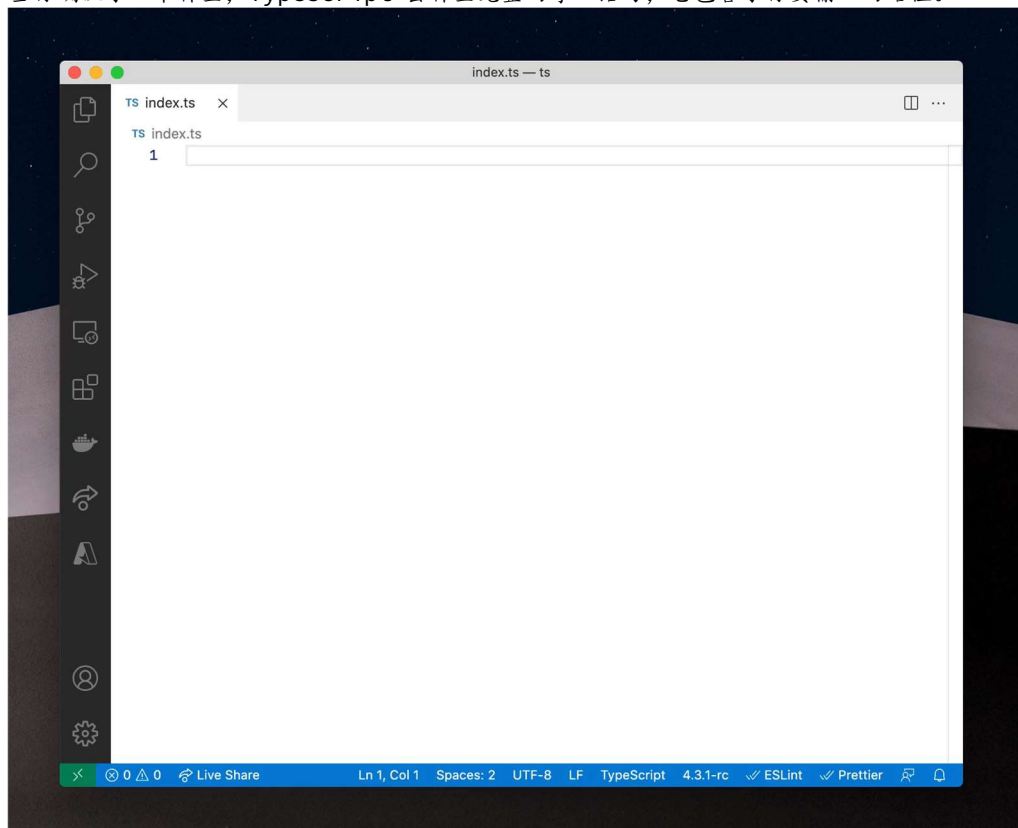 index.ts — ts
TS index.ts
TS index.ts
1
0 0 Live Share Ln 1, Col 1 Spaces: 2 UTF-8 LF TypeScript 4.3.1-rc ESLint Prettier